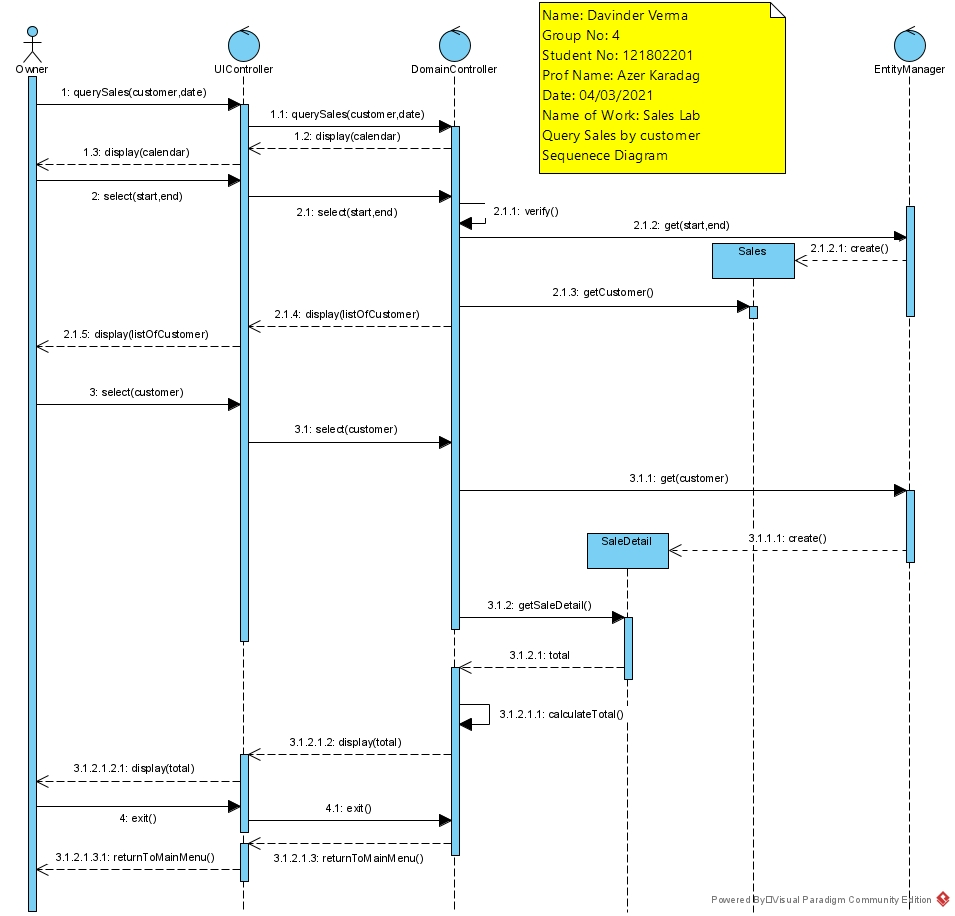 Name: Davinder Verma
Group No: 4
Student No: 121802201
Prof Name: Azer Karadag
Date: 04/03/2021
Name of Work: Sales Lab
Query Sales by customer
Sequenece Diagram
Owner
UIController
DomainController
EntityManager
1: querySales(customer,date)
1.1: querySales(customer,date)
1.2: display(calendar)
1.3: display(calendar)
2: select(start,end)
2.1: select(start,end)
2.1.1: verify()
2.1.2: get(start,end)
Sales
2.1.2.1: create()
2.1.3: getCustomer()
2.1.4: display(listOfCustomer)
2.1.5: display(listOfCustomer)
3: select(customer)
3.1: select(customer)
3.1.1: get(customer)
SaleDetail
3.1.1.1: create()
3.1.2: getSaleDetail()
3.1.2.1: total
3.1.2.1.1: calculateTotal()
3.1.2.1.2: display(total)
3.1.2.1.2.1: display(total)
4: exit()
4.1: exit()
3.1.2.1.3.1: returnToMainMenu()
3.1.2.1.3: returnToMainMenu()
Powered By Visual Paradigm Community Edition